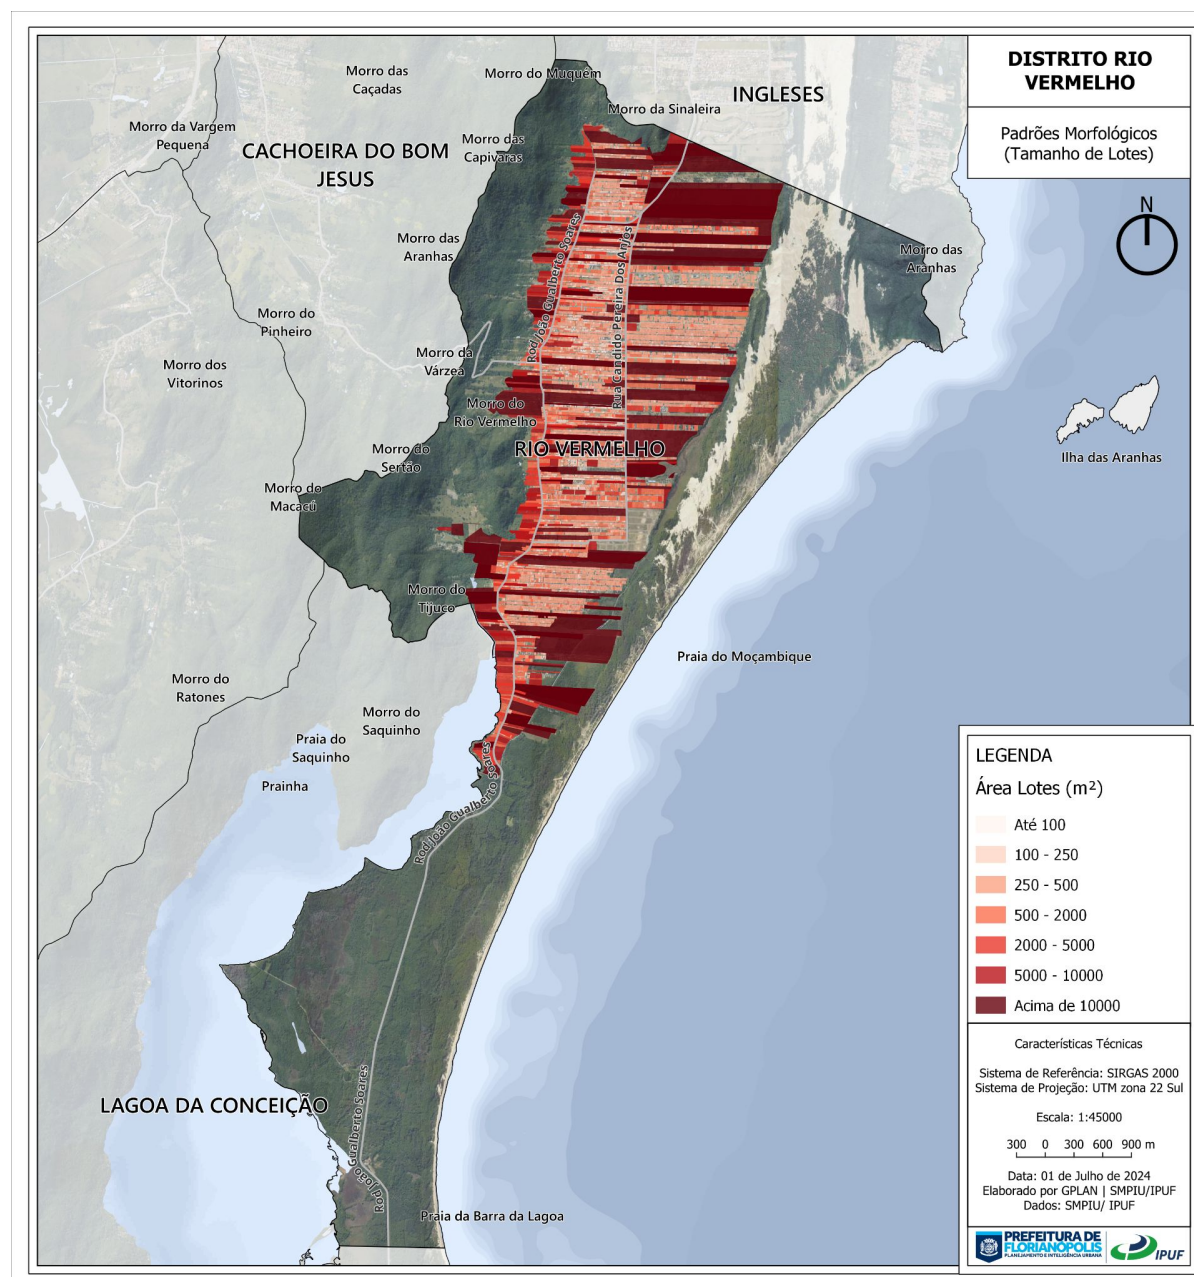 DISTRITO RIO
VERMELHO
Padrões Morfológicos
(Tamanho de Lotes)
N
Morro das
Caçadas
Morro do Muquém
INGLESES
Morro da Sinaleira
Morro da Vargem
Pequena
CACHOEIRA DO BOM
JESUS
Morro das
Capivaras
Morro das
Aranhas
Morro das
Aranhas
Rod João Gualberto Soares
Rua Candido Pereira Dos Anjos
Morro do
Pinheiro
Morro dos
Vitorinos
Morro da
Várzea
Morro do
Rio Vermelho
RIO VERMELHO
Morro do
Sertão
Ilha das Aranhas
Morro do
Macacú
Morro do
Tijuco
Praia do Moçambique
Morro do
Ratones
Morro do
Saquinho
Praia do
Saquinho
Prainha
Rod João Gualberto Soares
LAGOA DA CONCEIÇÃO
Rod João Gualberto Soares
Praia da Barra da Lagoa
LEGENDA
Área Lotes (m²)
Até 100
100 - 250
250 - 500
500 - 2000
2000 - 5000
5000 - 10000
Acima de 10000
Características Técnicas
Sistema de Referência: SIRGAS 2000
Sistema de Projeção: UTM zona 22 Sul
Escala: 1:45000
300 0 300 600 900 m
Data: 01 de Julho de 2024
Elaborado por GPLAN | SMPIU/IPUF
Dados: SMPIU/ IPUF
PREFEITURA DE
FLORIANÓPOLIS
PLANEJAMENTO E INTELIGÊNCIA URBANA
IPUF